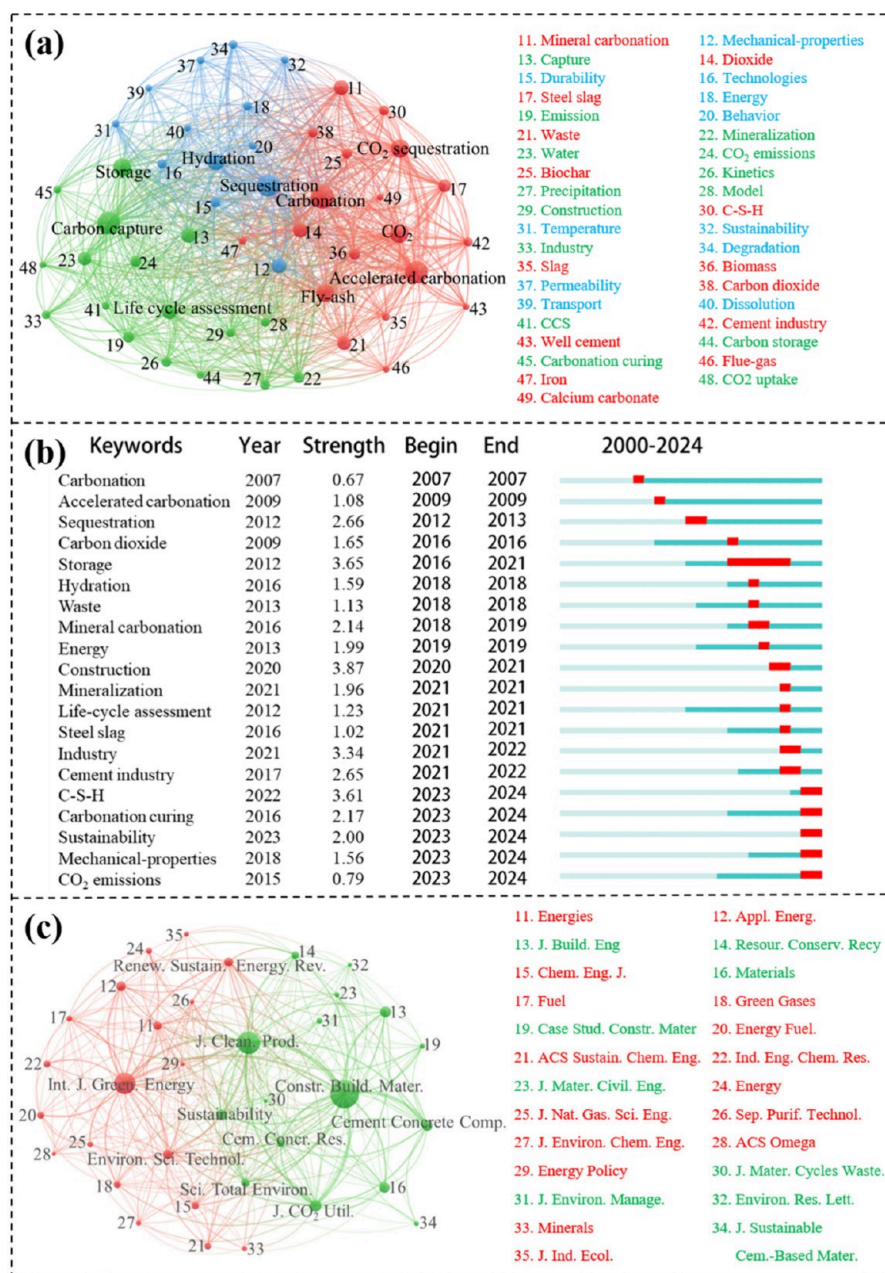 (a)
34
37
32
39
18
11
30
31
40
20
38
CO2 sequestration
25
Storage
Hydration
16
Sequestration
49
17
45
15
Carbonation
Carbon capture
13
14
CO2
47
42
48
23
24
12
36
Accelerated carbonation
41
Life cycle assessment
Fly-ash
43
33
28
35
19
29
21
26
44
27
22
46
11. Mineral carbonation 12. Mechanical-properties
13. Capture 14. Dioxide
15. Durability 16. Technologies
17. Steel slag 18. Energy
19. Emission 20. Behavior
21. Waste 22. Mineralization
23. Water 24. CO2 emissions
25. Biochar 26. Kinetics
27. Precipitation 28. Model
29. Construction 30. C-S-H
31. Temperature 32. Sustainability
33. Industry 34. Degradation
35. Slag 36. Biomass
37. Permeability 38. Carbon dioxide
39. Transport 40. Dissolution
41. CCS 42. Cement industry
43. Well cement 44. Carbon storage
45. Carbonation curing 46. Flue-gas
47. Iron 48. CO2 uptake
49. Calcium carbonate
(b)
Keywords Year Strength Begin End 2000-2024
Carbonation 2007 0.67 2007 2007
Accelerated carbonation 2009 1.08 2009 2009
Sequestration 2012 2.66 2012 2013
Carbon dioxide 2009 1.65 2016 2016
Storage 2012 3.65 2016 2021
Hydration 2016 1.59 2018 2018
Waste 2013 1.13 2018 2018
Mineral carbonation 2016 2.14 2018 2019
Energy 2013 1.99 2019 2019
Construction 2020 3.87 2020 2021
Mineralization 2021 1.96 2021 2021
Life-cycle assessment 2012 1.23 2021 2021
Steel slag 2016 1.02 2021 2021
Industry 2021 3.34 2021 2022
Cement industry 2017 2.65 2021 2022
C-S-H 2022 3.61 2023 2024
Carbonation curing 2016 2.17 2023 2024
Sustainability 2023 2.00 2023 2024
Mechanical-properties 2018 1.56 2023 2024
CO2 emissions 2015 0.79 2023 2024
(c)
35
24
14
Renew. Sustain. Energy. Rev.
32
12
26
23
17
11
31
13
J. Clean. Prod.
19
22
29
Int. J. Green. Energy
Constr. Build. Mater.
30
20
Sustainability
Cement Concrete Comp.
25
Cem. Concr. Res.
28
Environ. Sci. Technol.
18
Sci. Total Environ.
16
15
J. CO2 Util.
27
34
21
33
11. Energies 12. Appl. Energ.
13. J. Build. Eng 14. Resour. Conserv. Recy
15. Chem. Eng. J. 16. Materials
17. Fuel 18. Green Gases
19. Case Stud. Constr. Mater 20. Energy Fuel.
21. ACS Sustain. Chem. Eng. 22. Ind. Eng. Chem. Res.
23. J. Mater. Civil. Eng. 24. Energy
25. J. Nat. Gas. Sci. Eng. 26. Sep. Purif. Technol.
27. J. Environ. Chem. Eng. 28. ACS Omega
29. Energy Policy 30. J. Mater. Cycles Waste.
31. J. Environ. Manage. 32. Environ. Res. Lett.
33. Minerals 34. J. Sustainable
35. J. Ind. Ecol. Cem.-Based Mater.